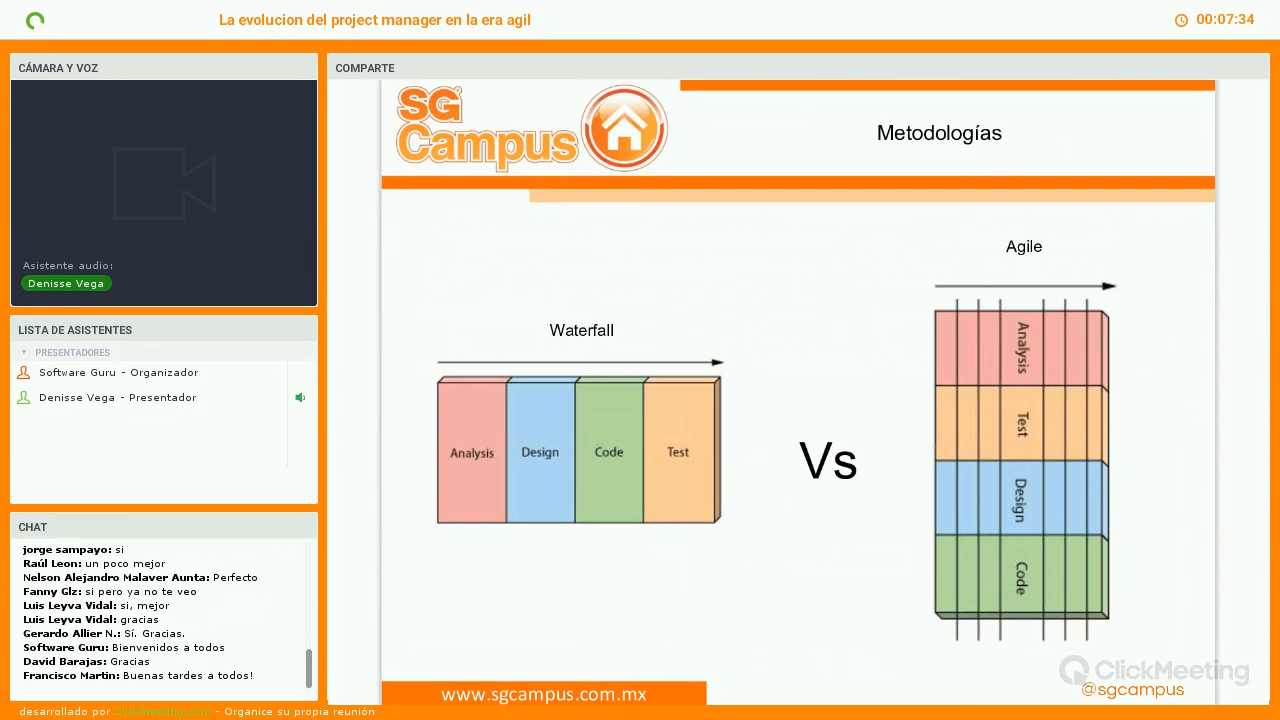 La evolucion del project manager en la era agil
00:07:34
CÁMARA Y VOZ
Asistente audio:
Denisse Vega
LISTA DE ASISTENTES
PRESENTADORES
Software Guru - Organizador
Denisse Vega - Presentador
CHAT
jorge sampayo: si
Raúl Leon: un poco mejor
Nelson Alejandro Malaver Aunta: Perfecto
Fanny Glz: si pero ya no te veo
Luis Leyva Vidal: si, mejor
Luis Leyva Vidal: gracias
Gerardo Allier N.: Sí. Gracias.
Software Guru: Bienvenidos a todos
David Barajas: Gracias
Francisco Martin: Buenas tardes a todos!
desarrollado por ClickMeeting.com - Organice su propia reunión
COMPARTE
SG
Campus
Metodologías
Waterfall
Analysis
Design
Code
Test
Vs
Agile
Analysis
Test
Design
Code
www.sgcampus.com.mx
ClickMeeting
@sgcampus